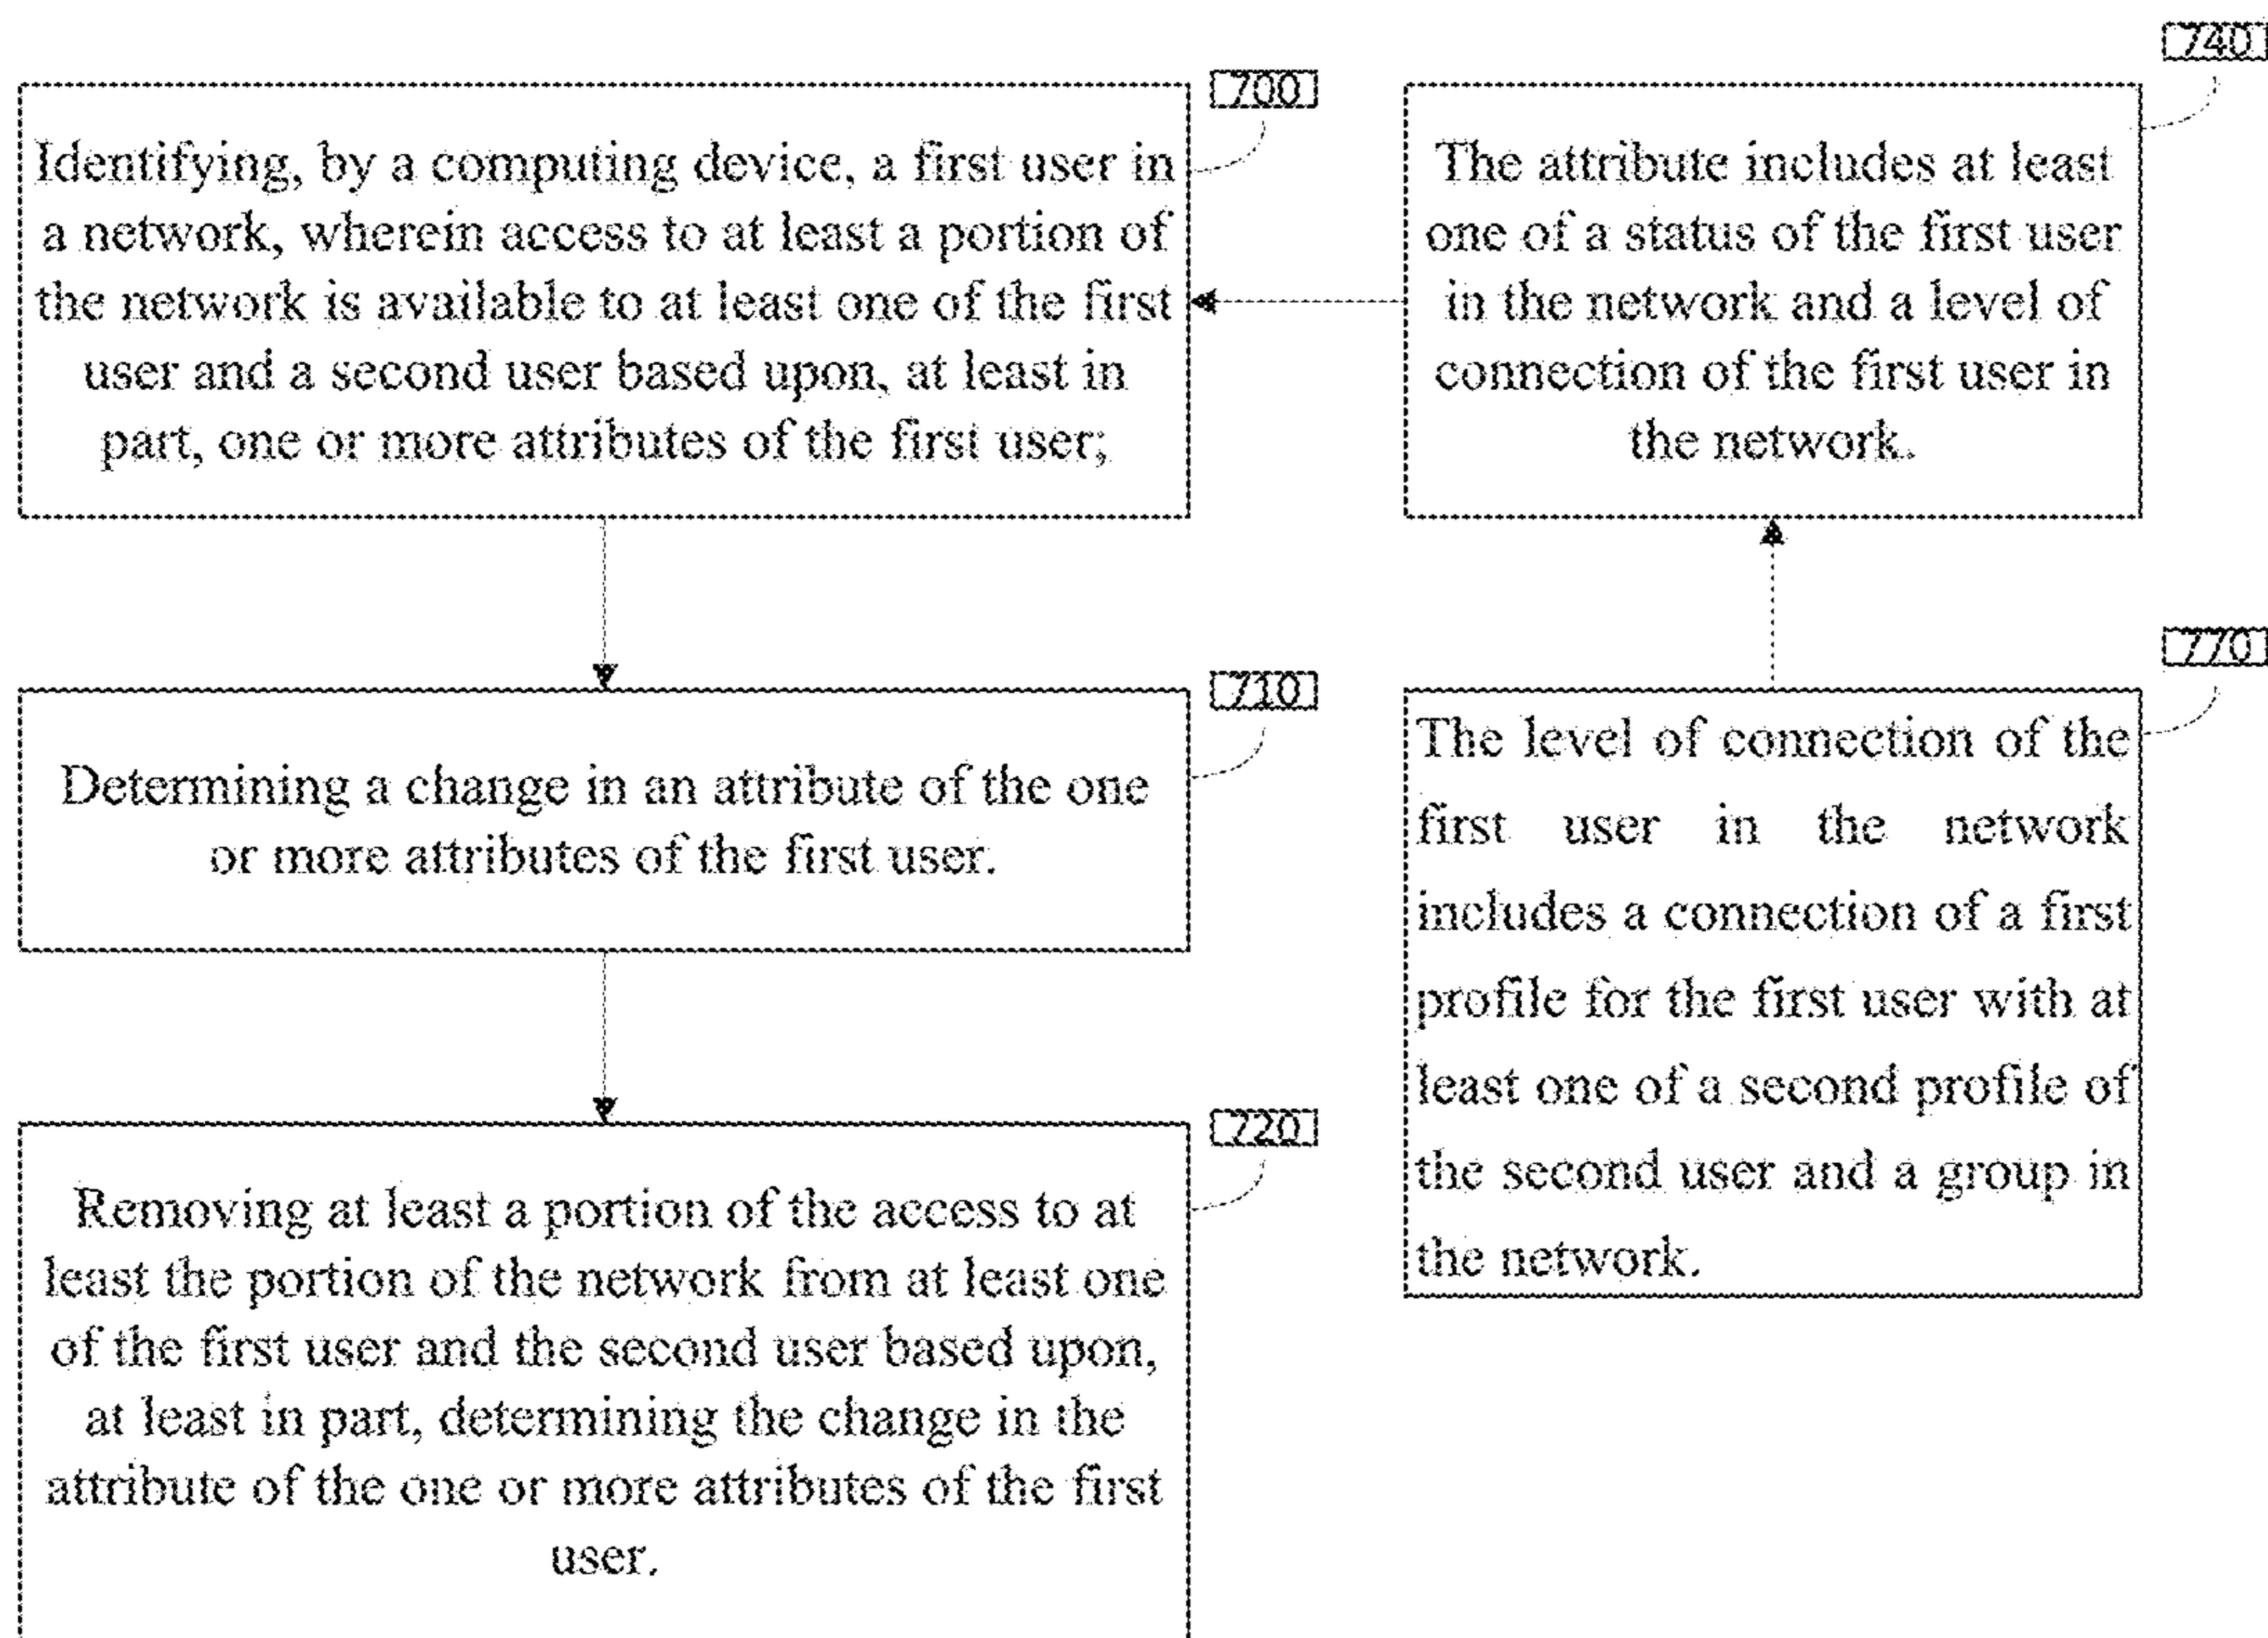 700
Identifying, by a computing device, a first user in
a network, wherein access to at least a portion of
the network is available to at least one of the first
user and a second user based upon, at least in
part, one or more attributes of the first user;
740
The attribute includes at least
one of a status of the first user
in the network and a level of
connection of the first user in
the network.
710
Determining a change in an attribute of the one
or more attributes of the first user.
770
The level of connection of the
first user in the network
includes a connection of a first
profile for the first user with at
least one of a second profile of
the second user and a group in
the network.
720
Removing at least a portion of the access to at
least the portion of the network from at least one
of the first user and the second user based upon,
at least in part, determining the change in the
attribute of the one or more attributes of the first
user.